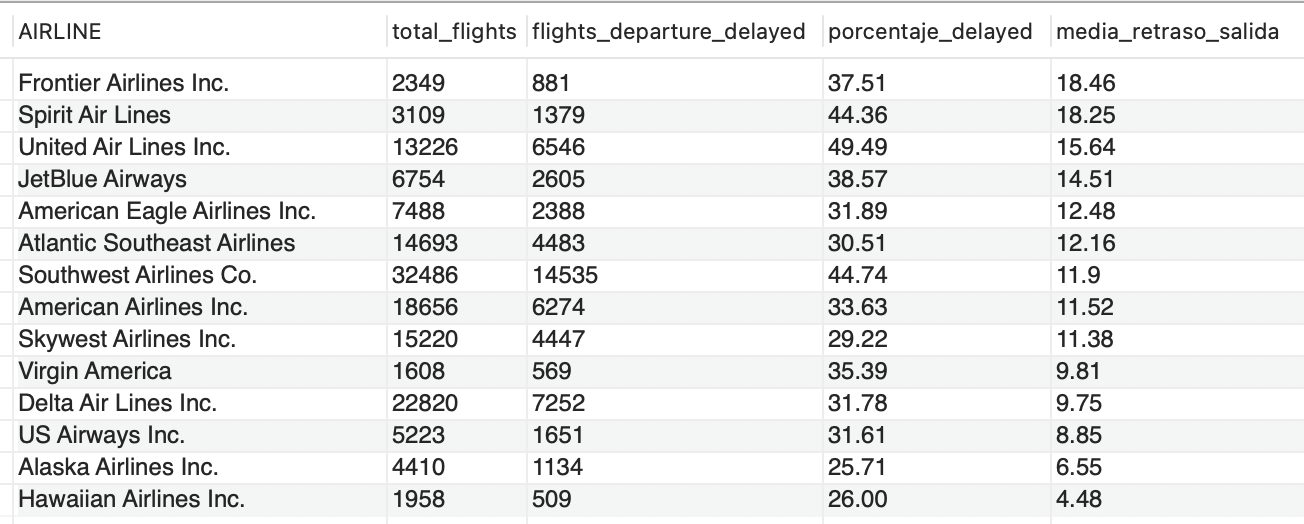 AIRLINE total_flights flights_departure_delayed porcentaje_delayed media_retraso_salida
Frontier Airlines Inc. 2349 881 37.51 18.46
Spirit Air Lines 3109 1379 44.36 18.25
United Air Lines Inc. 13226 6546 49.49 15.64
JetBlue Airways 6754 2605 38.57 14.51
American Eagle Airlines Inc. 7488 2388 31.89 12.48
Atlantic Southeast Airlines 14693 4483 30.51 12.16
Southwest Airlines Co. 32486 14535 44.74 11.9
American Airlines Inc. 18656 6274 33.63 11.52
Skywest Airlines Inc. 15220 4447 29.22 11.38
Virgin America 1608 569 35.39 9.81
Delta Air Lines Inc. 22820 7252 31.78 9.75
US Airways Inc. 5223 1651 31.61 8.85
Alaska Airlines Inc. 4410 1134 25.71 6.55
Hawaiian Airlines Inc. 1958 509 26.00 4.48